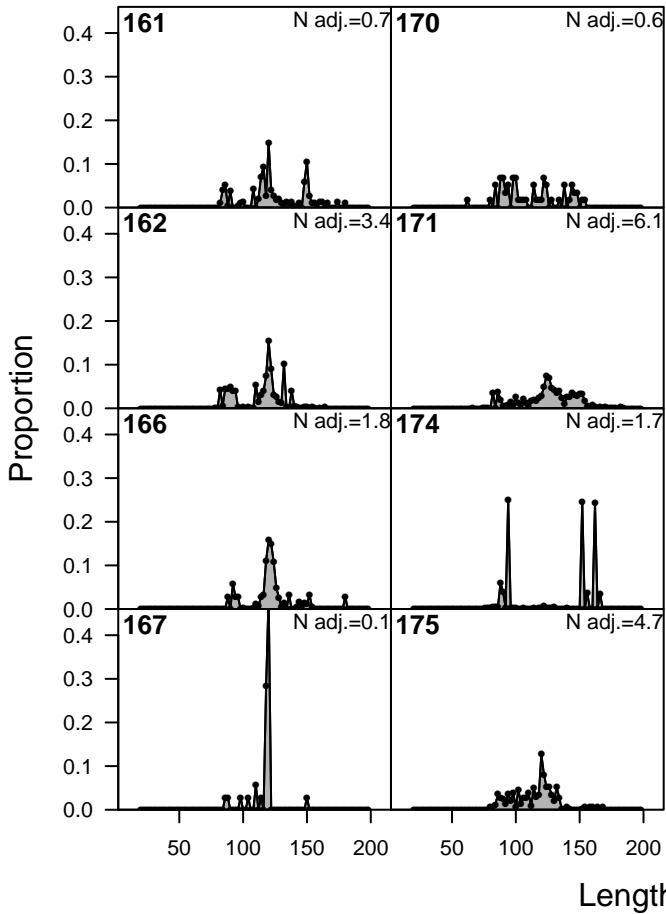 161 N adj.=0.7 170 N adj.=0.6
0.4
0.3
0.2
0.1
0.0
162 N adj.=3.4 171 N adj.=6.1
0.4
0.3
0.2
0.1
0.0
Proportion
166 N adj.=1.8 174 N adj.=1.7
0.4
0.3
0.2
0.1
0.0
167 N adj.=0.1 175 N adj.=4.7
0.4
0.3
0.2
0.1
0.0
50 100 150 200 50 100 150 200
Length